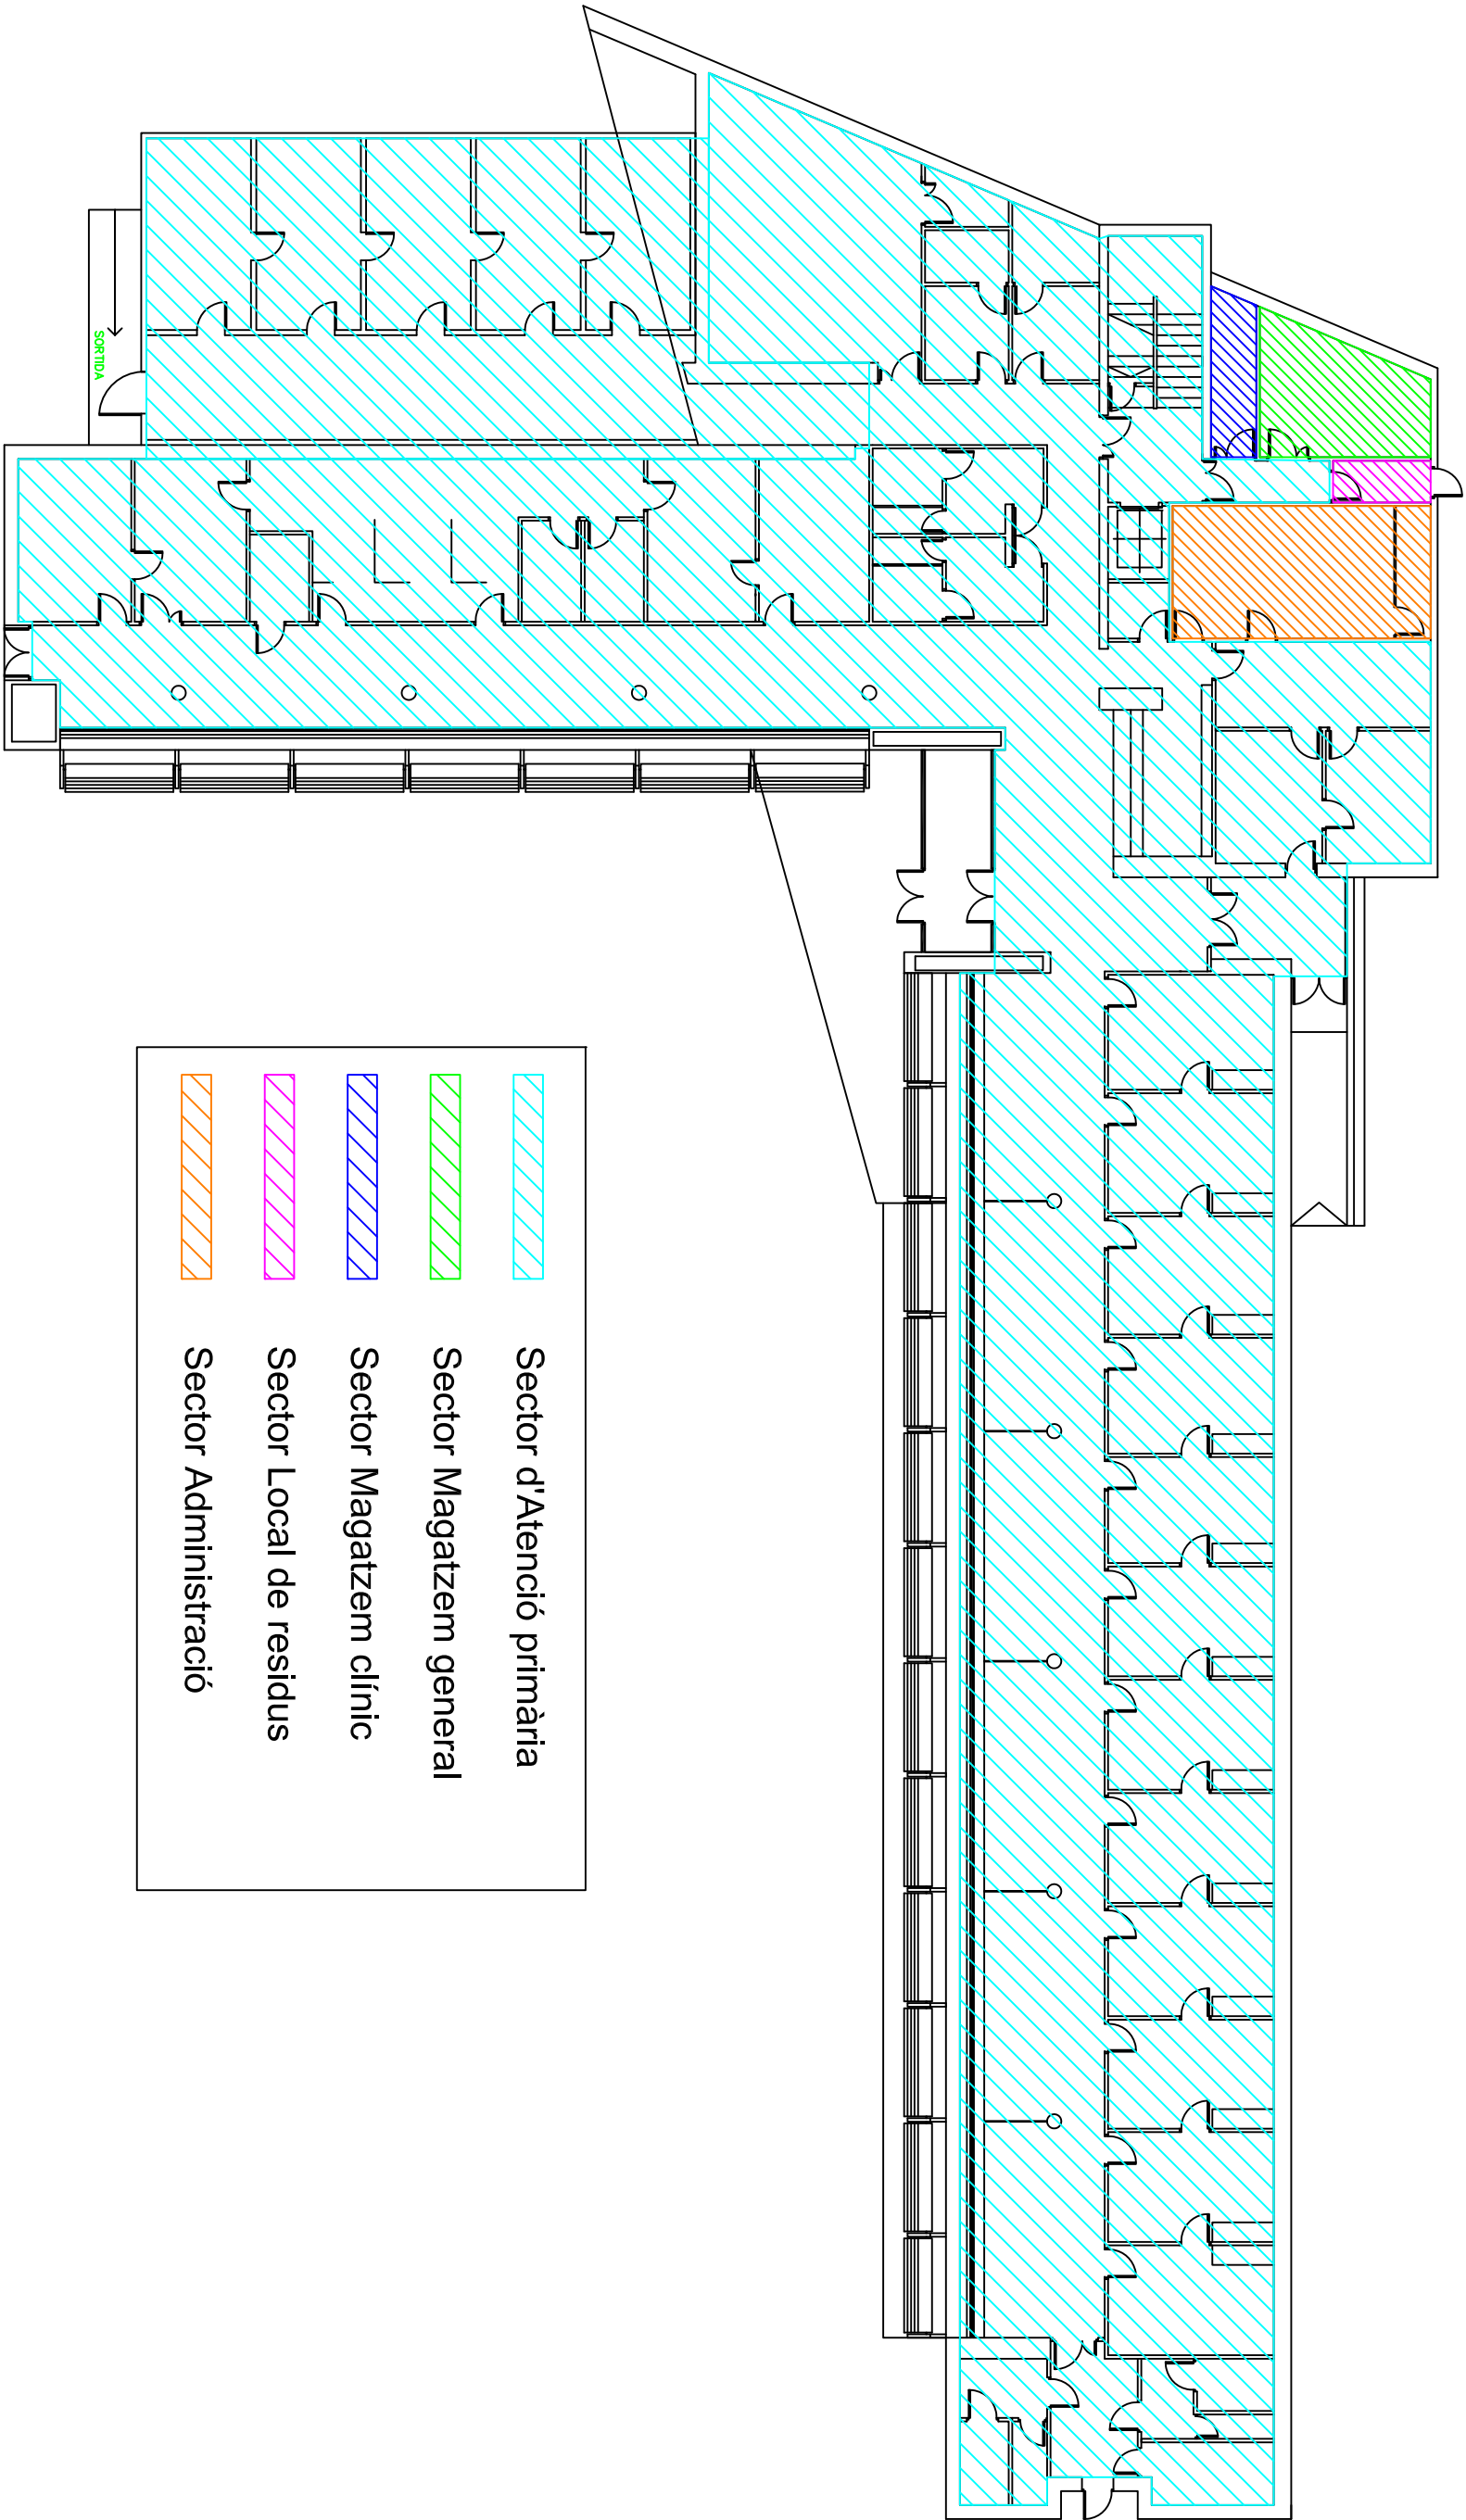 SORTIDA
Sector d'Atenció primària
Sector Magatzem general
Sector Magatzem clínic
Sector Local de residus
Sector Administració